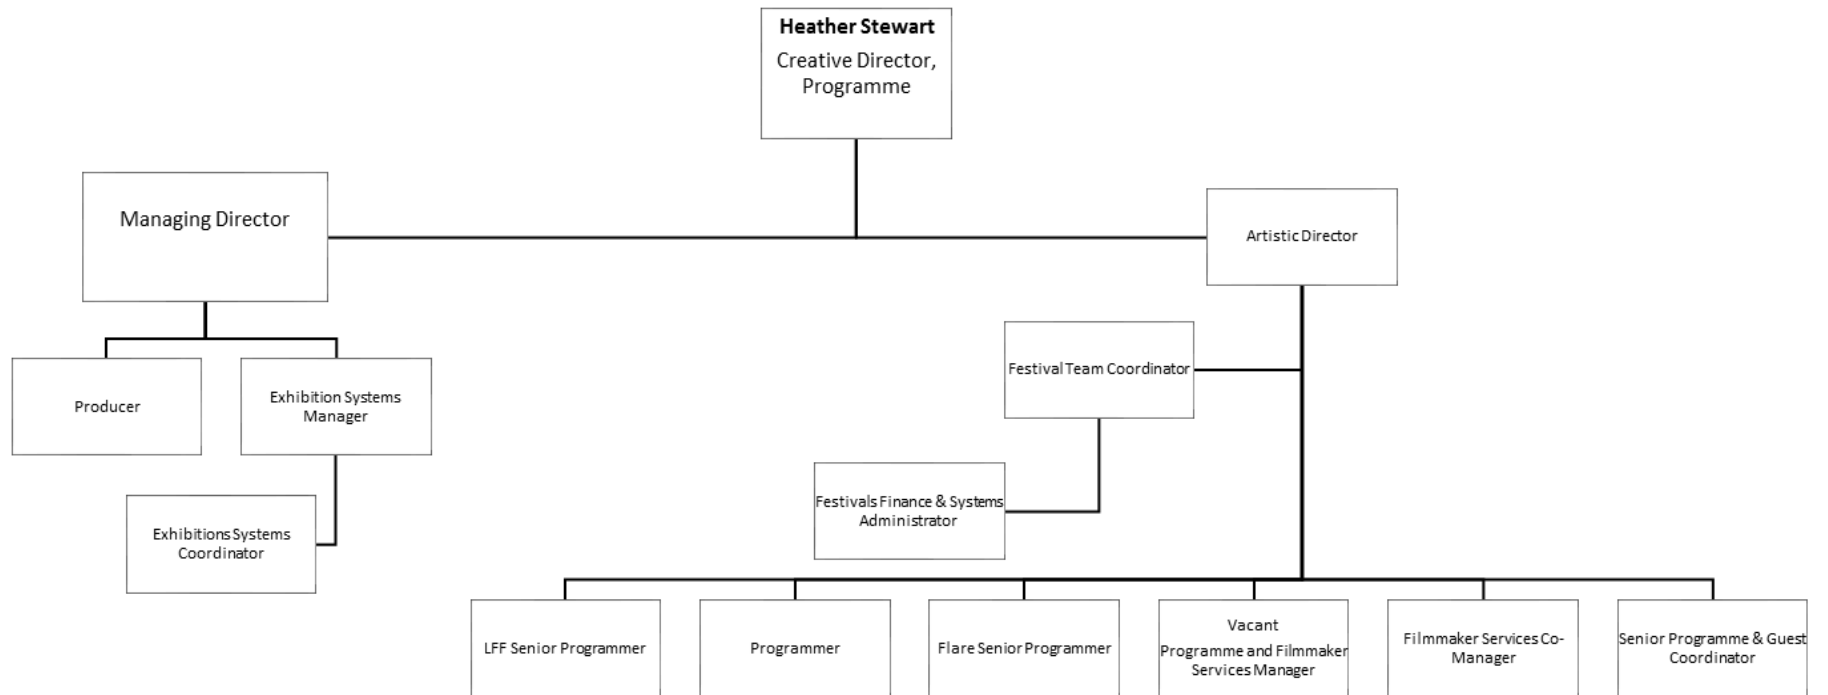 Heather Stewart
Creative Director,
Programme
Managing Director
Artistic Director
Festival Team Coordinator
Producer
Exhibition Systems
Manager
Festivals Finance & Systems
Administrator
Exhibitions Systems
Coordinator
LFF Senior Programmer
Programmer
Flare Senior Programmer
Vacant
Programme and Filmmaker
Services Manager
Filmmaker Services Co-
Manager
Senior Programme & Guest
Coordinator